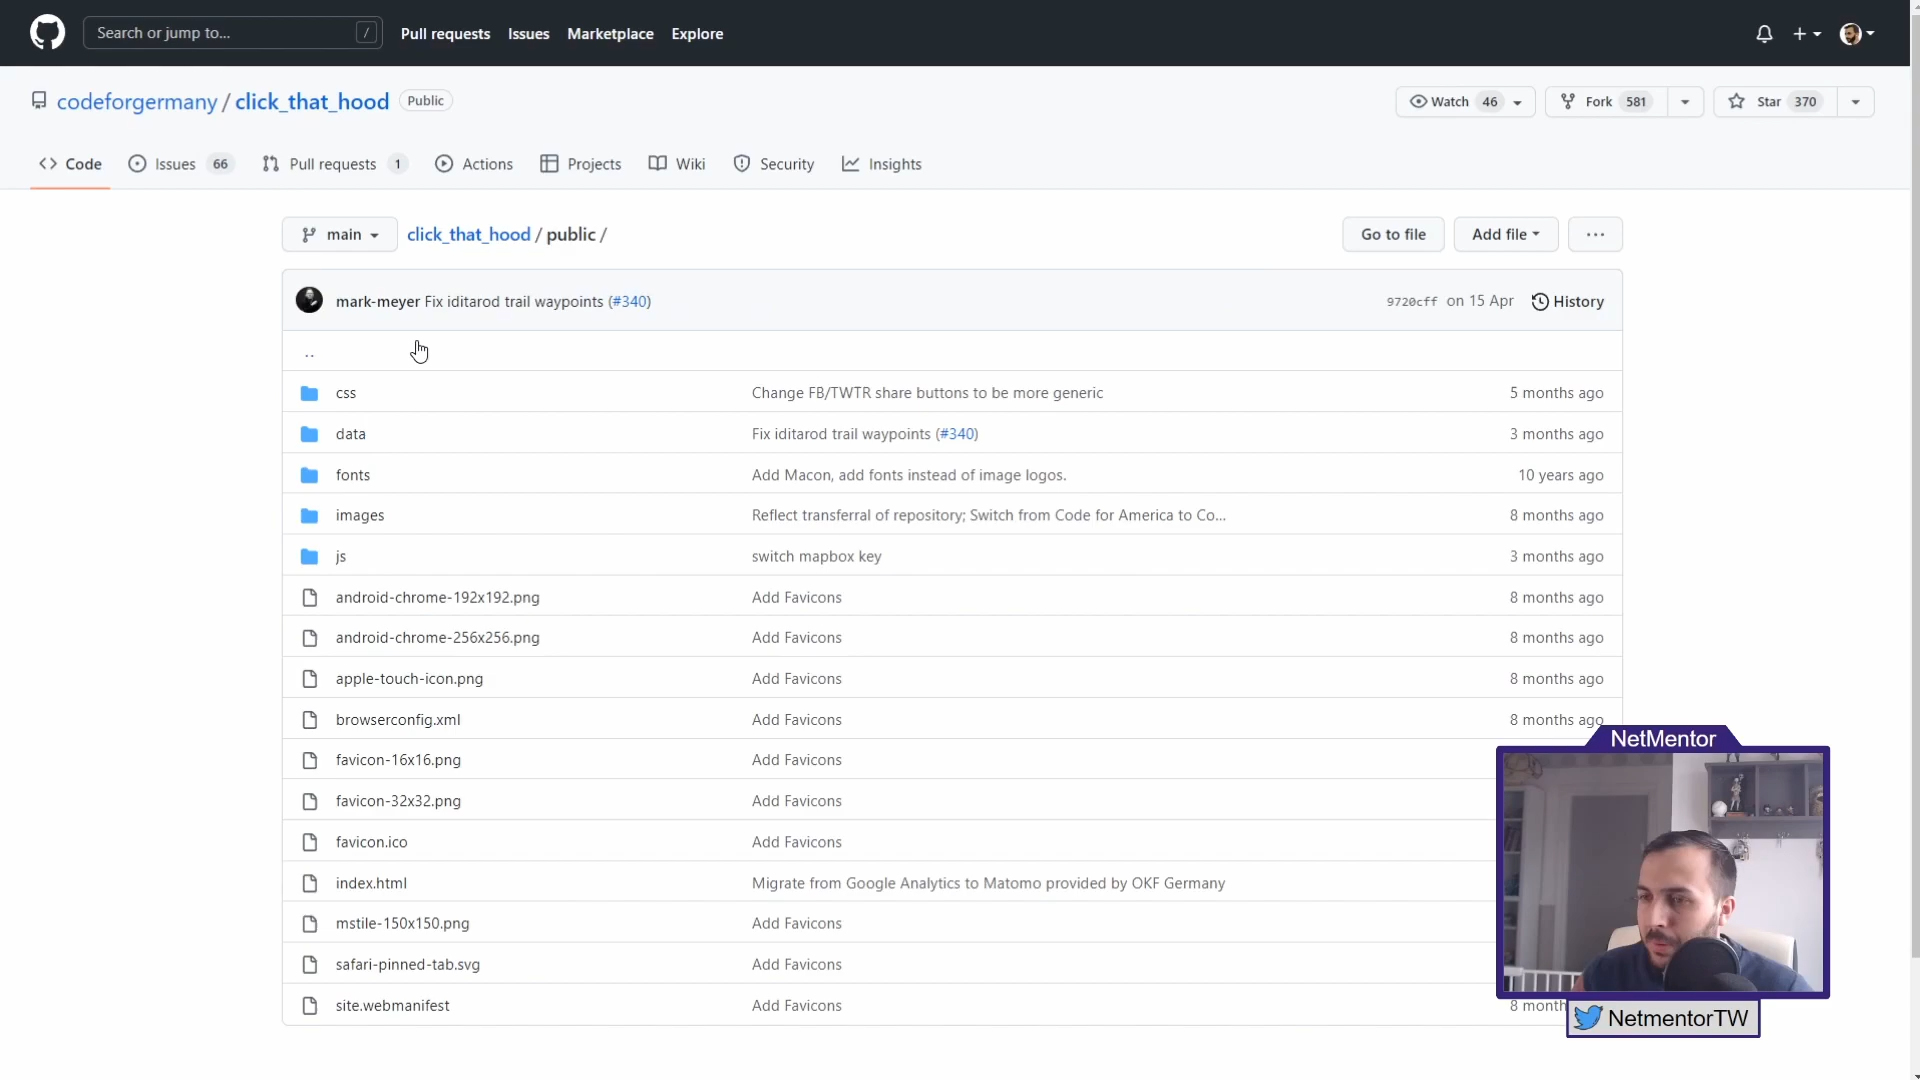 Search or jump to... /
Pull requests Issues Marketplace Explore
codeforgermany / click_that_hood Public
Watch 46 Fork 581 Star 370
Code Issues 66 Pull requests 1 Actions Projects Wiki Security Insights
main click_that_hood / public / Go to file Add file ...
mark-meyer Fix iditarod trail waypoints (#340) 9720cff on 15 Apr History
..
css Change FB/TWTR share buttons to be more generic 5 months ago
data Fix iditarod trail waypoints (#340) 3 months ago
fonts Add Macon, add fonts instead of image logos. 10 years ago
images Reflect transferral of repository; Switch from Code for America to Co... 8 months ago
js switch mapbox key 3 months ago
android-chrome-192x192.png Add Favicons 8 months ago
android-chrome-256x256.png Add Favicons 8 months ago
apple-touch-icon.png Add Favicons 8 months ago
browserconfig.xml Add Favicons 8 months ago
NetMentor
favicon-16x16.png Add Favicons
favicon-32x32.png Add Favicons
favicon.ico Add Favicons
index.html Migrate from Google Analytics to Matomo provided by OKF Germany
mstile-150x150.png Add Favicons
safari-pinned-tab.svg Add Favicons
site.webmanifest Add Favicons 8 month
NetmentorTW